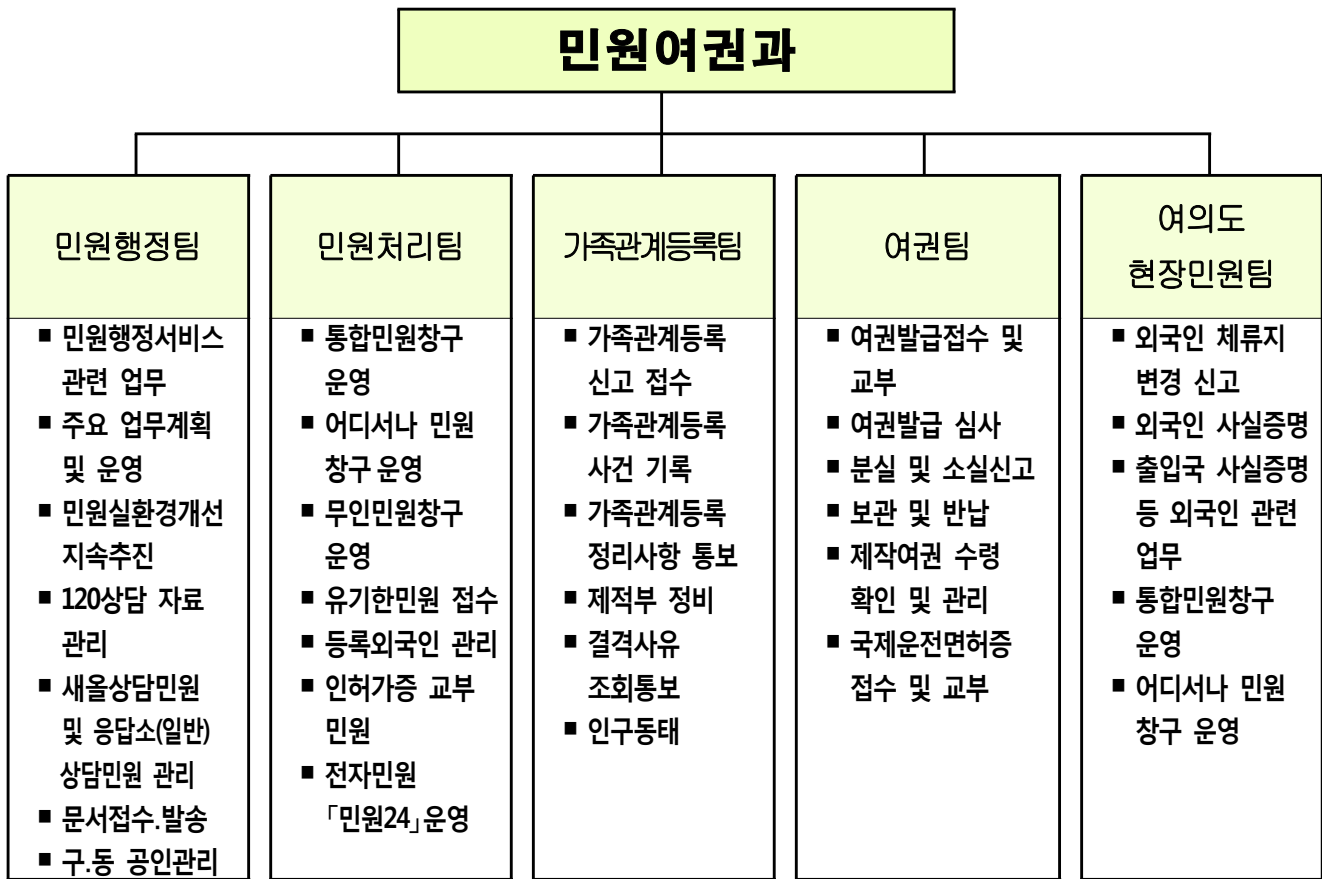 민원여권과
민원행정팀
■ 민원행정서비스
관련 업무
■ 주요 업무계획
및 운영
■ 민원실환경개선
지속추진
■ 120상담 자료
관리
■ 새올상담민원
및 응답소(일반)
상담민원 관리
■ 문서접수.발송
■ 구.동 공인관리
민원처리팀
■ 통합민원창구
운영
■ 어디서나 민원
창구 운영
■ 무인민원창구
운영
■ 유기한민원 접수
■ 등록외국인 관리
■ 인허가증 교부
민원
■ 전자민원
「민원24」운영
가족관계등록팀
■ 가족관계등록
신고 접수
■ 가족관계등록
사건 기록
■ 가족관계등록
정리사항 통보
■ 제적부 정비
■ 결격사유
조회통보
■ 인구동태
여권팀
■ 여권발급접수 및
교부
■ 여권발급 심사
■ 분실 및 소실신고
■ 보관 및 반납
■ 제작여권 수령
확인 및 관리
■ 국제운전면허증
접수 및 교부
여의도
현장민원팀
■ 외국인 체류지
변경 신고
■ 외국인 사실증명
■ 출입국 사실증명
등 외국인 관련
업무
■ 통합민원창구
운영
■ 어디서나 민원
창구 운영